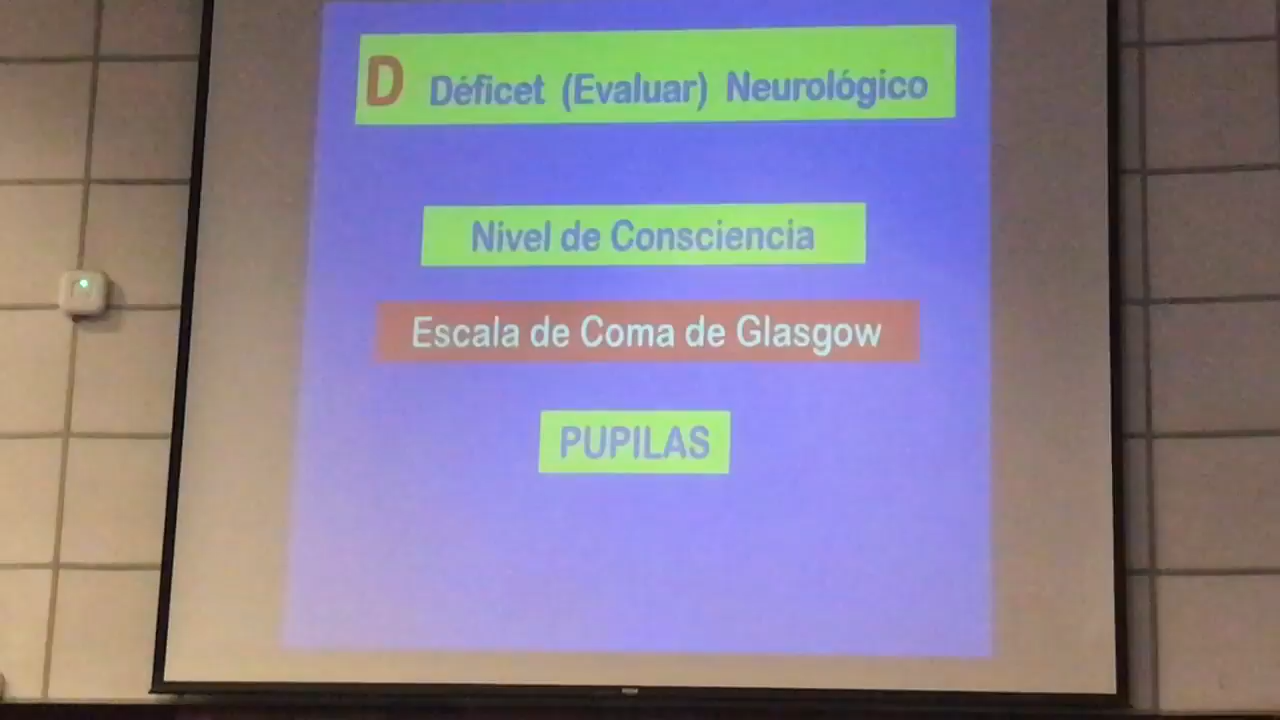 D Déficet (Evaluar) Neurológico
Nivel de Consciencia
Escala de Coma de Glasgow
PUPILAS